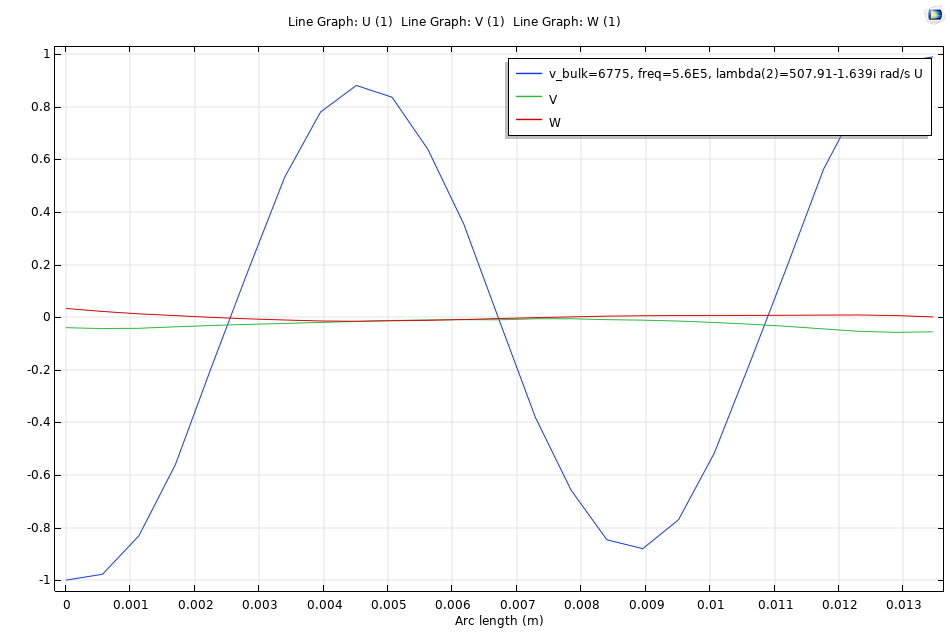 Line Graph: U (1)  Line Graph: V (1)  Line Graph: W (1)
v_bulk=6775, freq=5.6E5, lambda(2)=507.91-1.639i rad/s U
V
W
1
0.8
0.6
0.4
0.2
0
-0.2
-0.4
-0.6
-0.8
-1
0 0.001 0.002 0.003 0.004 0.005 0.006 0.007 0.008 0.009 0.01 0.011 0.012 0.013
Arc length (m)